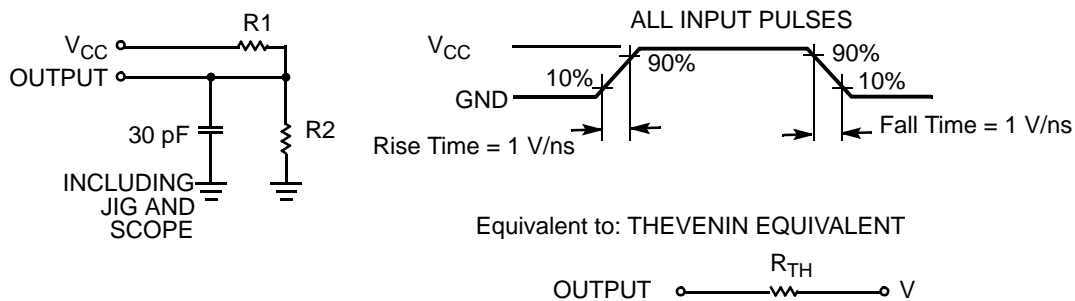 R1
VCC
OUTPUT
30 pF
R2
INCLUDING
JIG AND
SCOPE
ALL INPUT PULSES
VCC
GND
10%
90%
90%
10%
Rise Time = 1 V/ns
Fall Time = 1 V/ns
Equivalent to: THEVENIN EQUIVALENT
RTH
OUTPUT
V